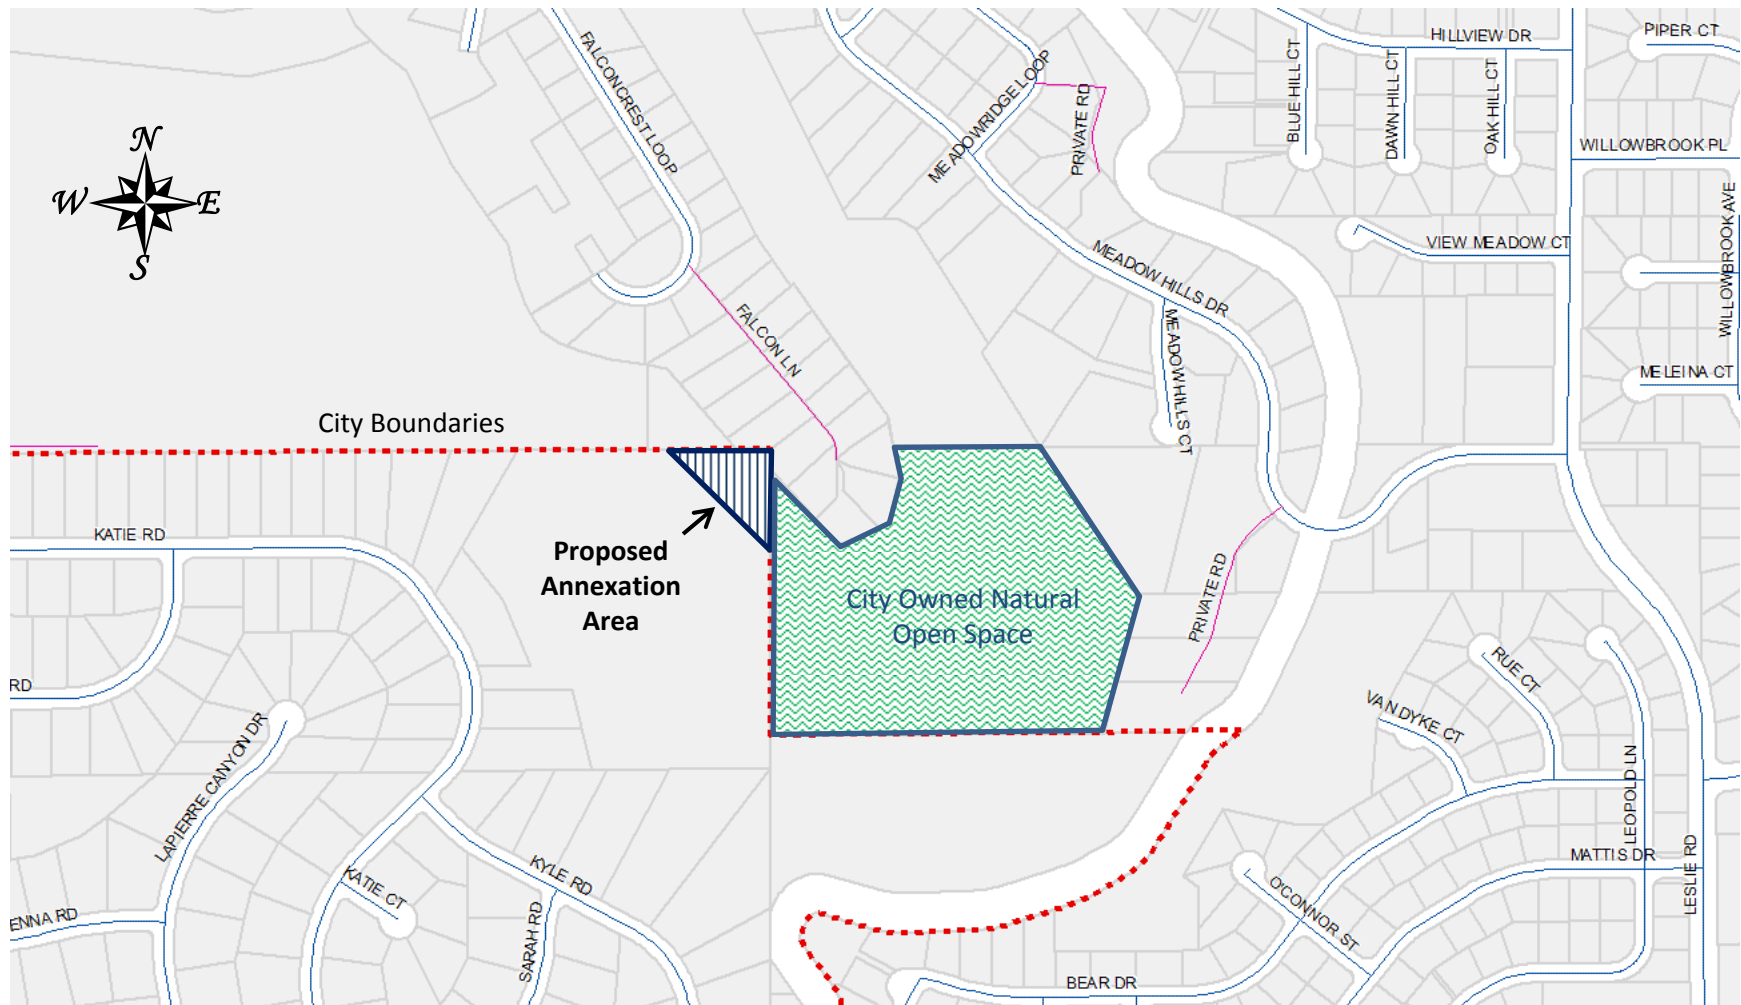 HILLVIEW DR
PIPER CT
FALCONCREST LOOP
MEADOWRIDGE LOOP
PRIVATE RD
BLUE HILL CT
DAWN HILL CT
OAK HILL CT
WILLOWBROOK PL
N
W
E
S
WILLOWBROOK AVE
VIEW MEADOW CT
MEADOW HILLS DR
MEADOW HILLS CT
FALCON LN
MELEINA CT
City Boundaries
KATIE RD
Proposed
Annexation
Area
City Owned Natural
Open Space
PRIVATE RD
RD
RUE CT
VAN DYKE CT
LAPIERRE CANYON DR
LEOPOLD LN
MATTIS DR
LESLIE RD
KATIE CT
KYLE RD
SARAH RD
O'CONNOR ST
ENNA RD
BEAR DR